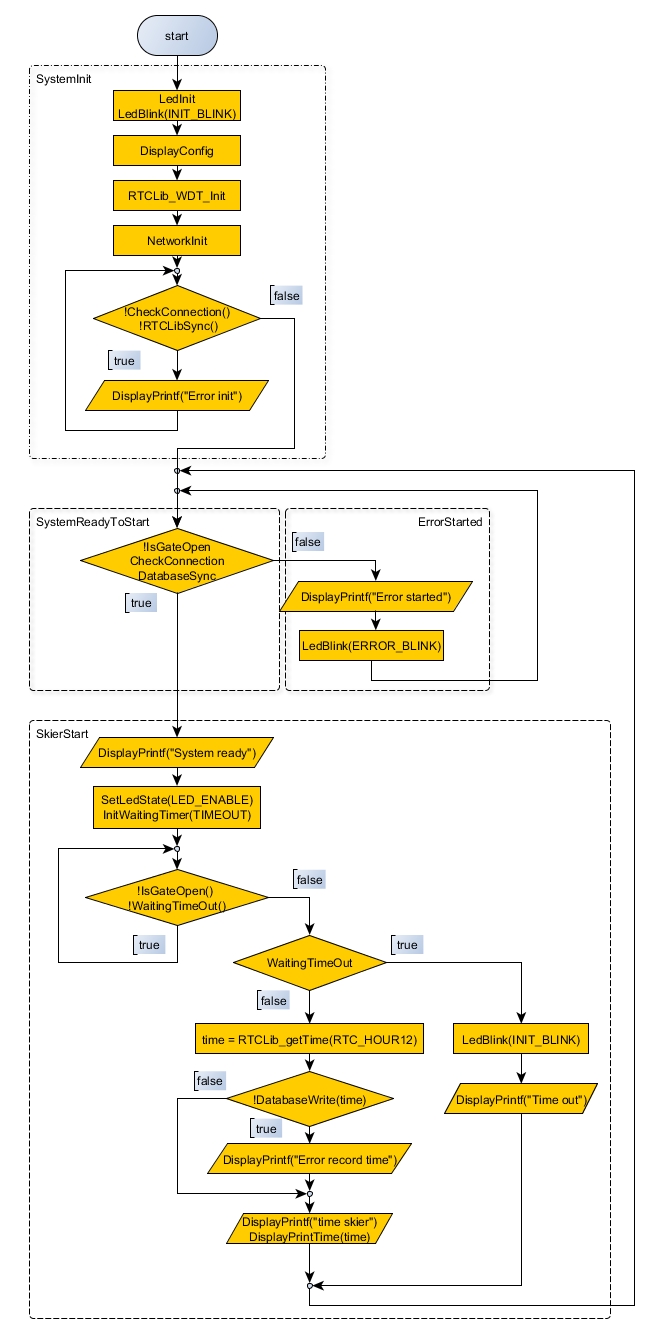 start
SystemInit
LedInit
LedBlink(INIT_BLINK)
DisplayConfig
RTCLib_WDT_Init
NetworkInit
false
!CheckConnection()
!RTCLibSync()
true
DisplayPrintf("Error init")
SystemReadyToStart
ErrorStarted
!IsGateOpen
CheckConnection
DatabaseSync
false
true
DisplayPrintf("Error started")
LedBlink(ERROR_BLINK)
SkierStart
DisplayPrintf("System ready")
SetLedState(LED_ENABLE)
InitWaitingTimer(TIMEOUT)
!IsGateOpen()
!WaitingTimeOut()
false
true
WaitingTimeOut
true
false
time = RTCLib_getTime(RTC_HOUR12)
LedBlink(INIT_BLINK)
false
!DatabaseWrite(time)
DisplayPrintf("Time out")
true
DisplayPrintf("Error record time")
DisplayPrintf("time skier")
DisplayPrintTime(time)